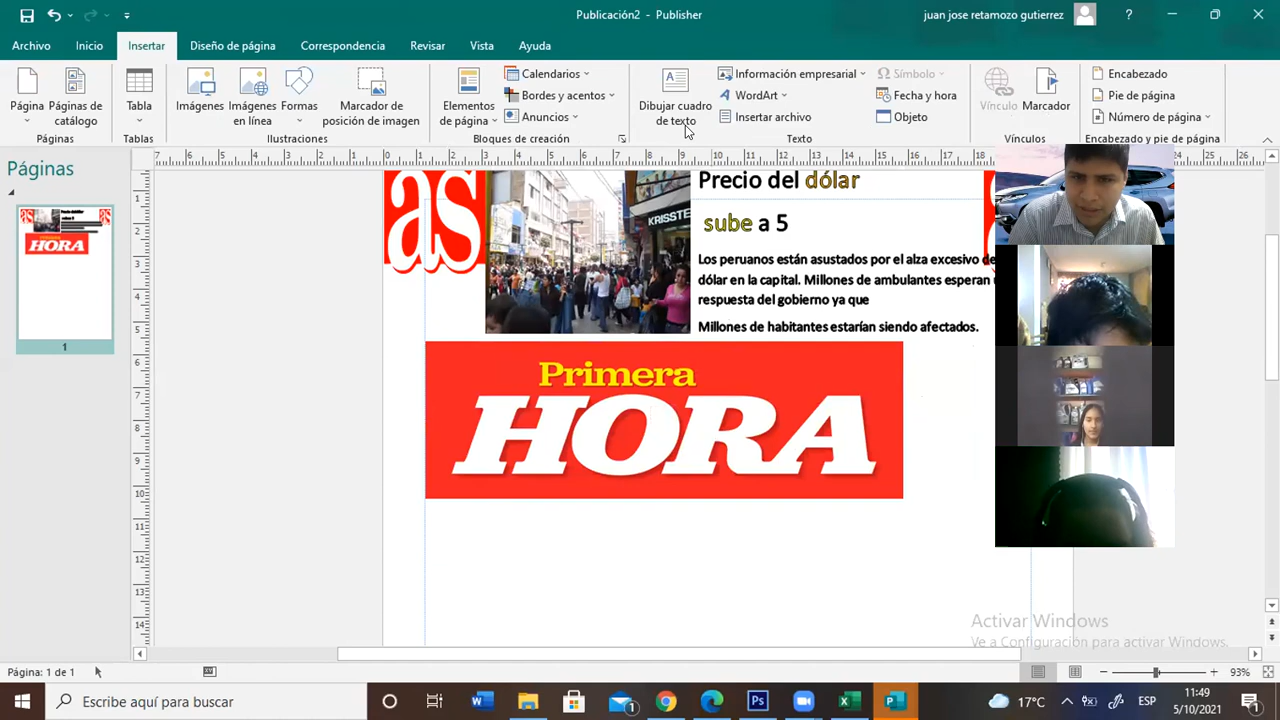 Publicación2 - Publisher
juan jose retamozo gutierrez
?
Archivo
Inicio
Insertar
Diseño de página
Correspondencia
Revisar
Vista
Ayuda
Página
Páginas de catálogo
Tabla
Imágenes
Imágenes en línea
Formas
Marcador de posición de imagen
Elementos de página
Calendarios
Bordes y acentos
Anuncios
Dibujar cuadro de texto
Información empresarial
WordArt
Insertar archivo
Símbolo
Fecha y hora
Objeto
Vínculo
Marcador
Encabezado
Pie de página
Número de página
Páginas
Tablas
Ilustraciones
Bloques de creación
Texto
Vínculos
Encabezado y pie de página
Páginas
1
as
KRISSTE
Precio del dólar
sube a 5
Los peruanos están asustados por el alza excesivo de
dólar en la capital. Millones de ambulantes esperan u
respuesta del gobierno ya que
Millones de habitantes estarían siendo afectados.
Primera
HORA
Activar Windows
Ve a Configuración para activar Windows.
Página: 1 de 1
93%
Escribe aquí para buscar
17°C
ESP
11:49
5/10/2021